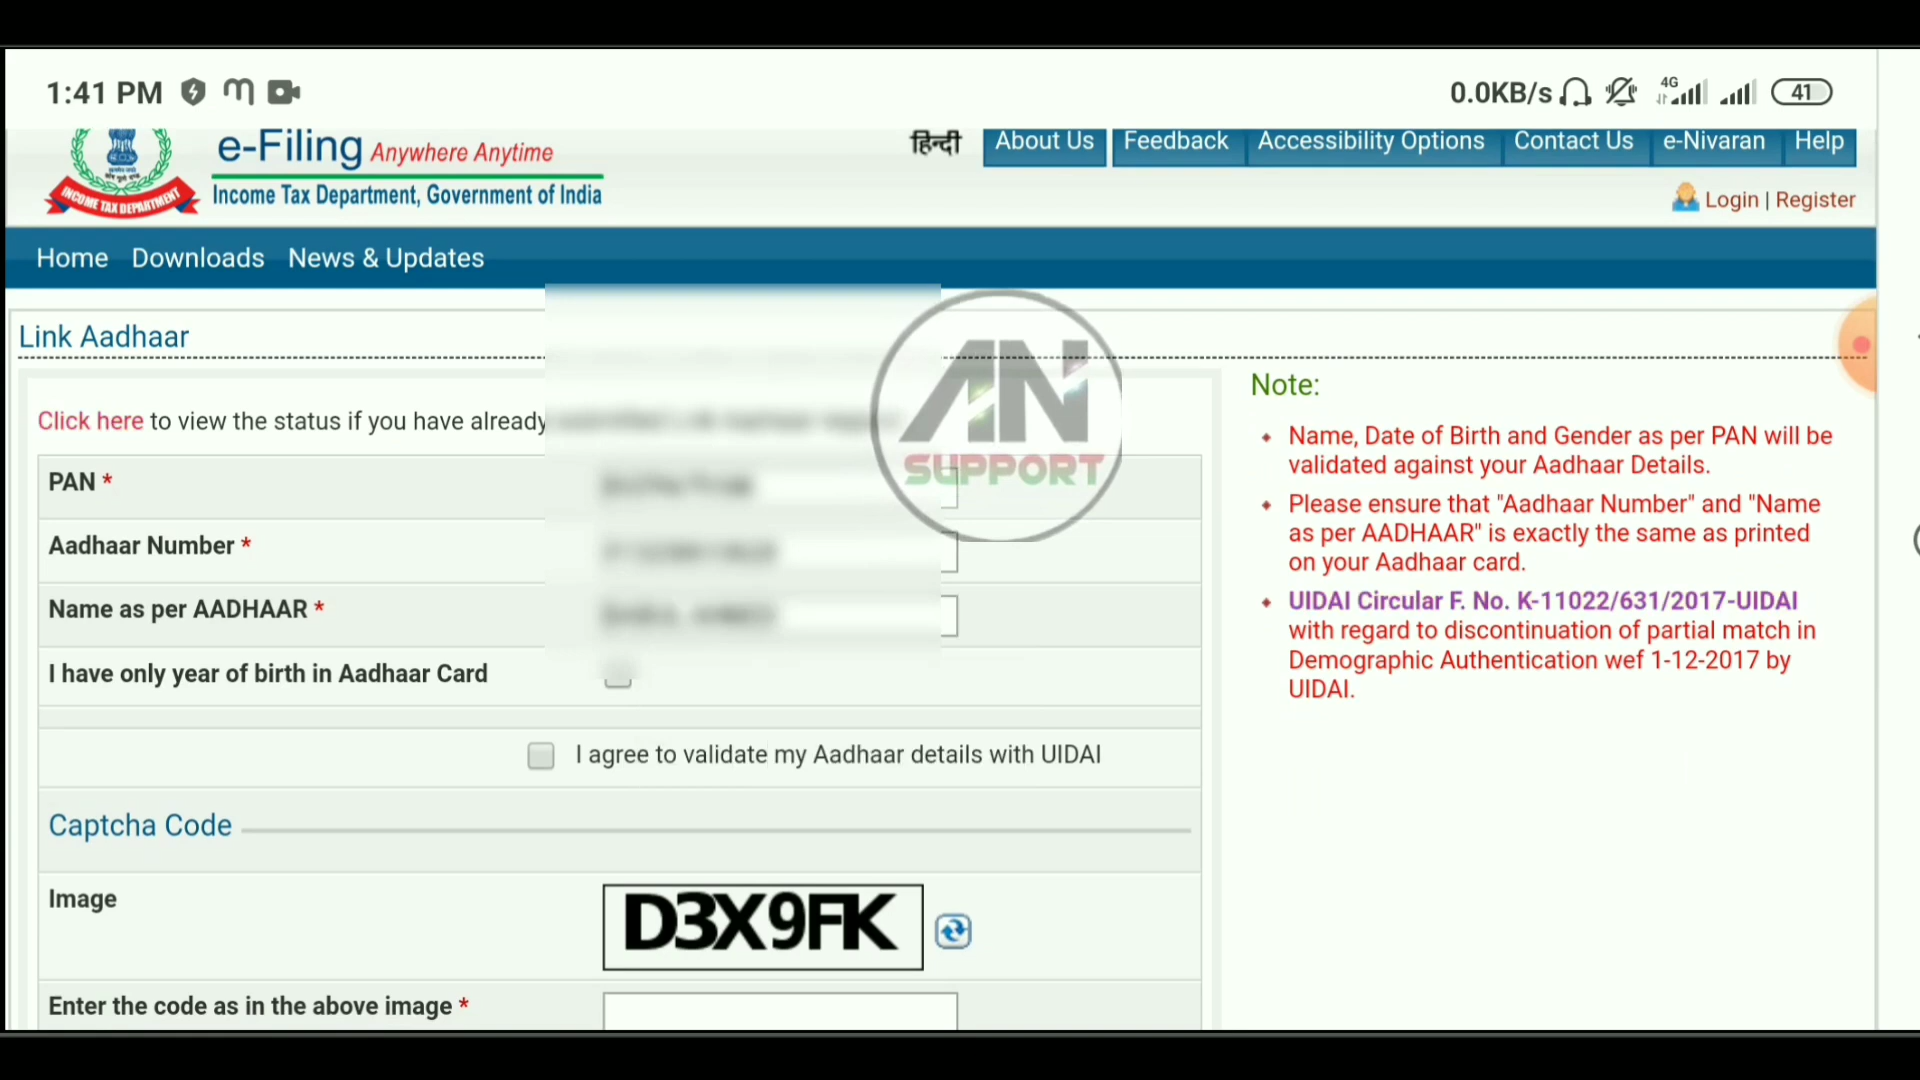 1:41 PM
0.0KB/s
4G
41
e-Filing Anywhere Anytime
Income Tax Department, Government of India
INCOME TAX DEPARTMENT
हिन्दी
About Us
Feedback
Accessibility Options
Contact Us
e-Nivaran
Help
Login | Register
Home Downloads News & Updates
Link Aadhaar
AN
SUPPORT
Click here to view the status if you have already
PAN *
Aadhaar Number *
Name as per AADHAAR *
I have only year of birth in Aadhaar Card
I agree to validate my Aadhaar details with UIDAI
Captcha Code
Image
D3X9FK
Enter the code as in the above image *
Note:
Name, Date of Birth and Gender as per PAN will be
validated against your Aadhaar Details.
Please ensure that "Aadhaar Number" and "Name
as per AADHAAR" is exactly the same as printed
on your Aadhaar card.
UIDAI Circular F. No. K-11022/631/2017-UIDAI
with regard to discontinuation of partial match in
Demographic Authentication wef 1-12-2017 by
UIDAI.